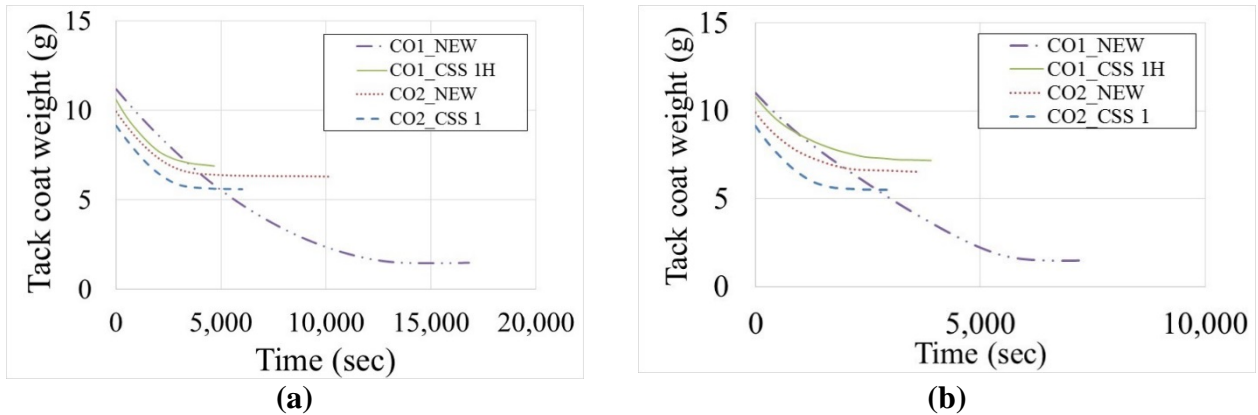 Tack coat weight (g)
15
10
5
0
CO1_NEW
CO1_CSS 1H
CO2_NEW
CO2_CSS 1
0
5,000
10,000
15,000
20,000
Time (sec)
(a)
Tack coat weight (g)
15
10
5
0
CO1_NEW
CO1_CSS 1H
CO2_NEW
CO2_CSS 1
0
5,000
10,000
Time (sec)
(b)